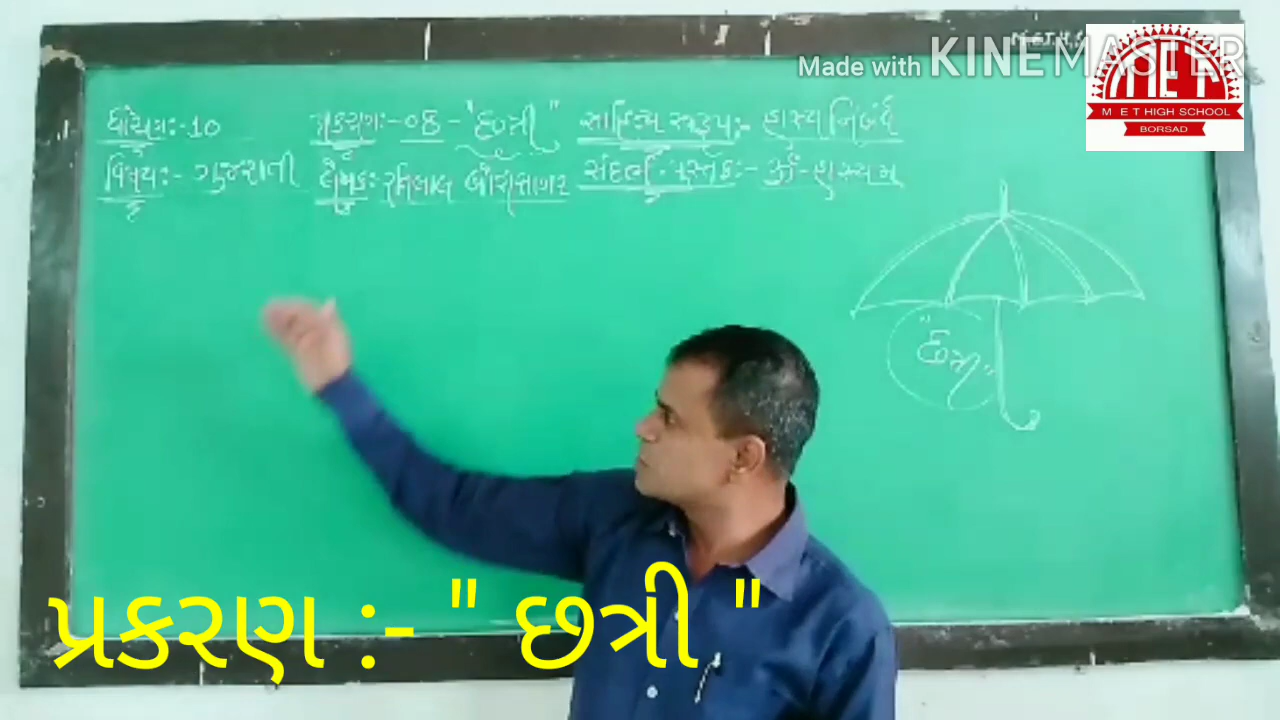 M.E.T.H.S
Made with KINEMASTER
MET
M E T HIGH SCHOOL
BORSAD
ધોરણ:-10 પ્રકરણ:-08-"છત્રી" સાહિત્ય સ્વરૂપ:- હાસ્ય નિબંધ
વિષય:- ગુજરાતી લેખક: રતિલાલ બોરીસાગર સંદર્ભ પુસ્તક:- ૐ-હાસ્યમ
"છત્રી"
પ્રકરણ :- " છત્રી "